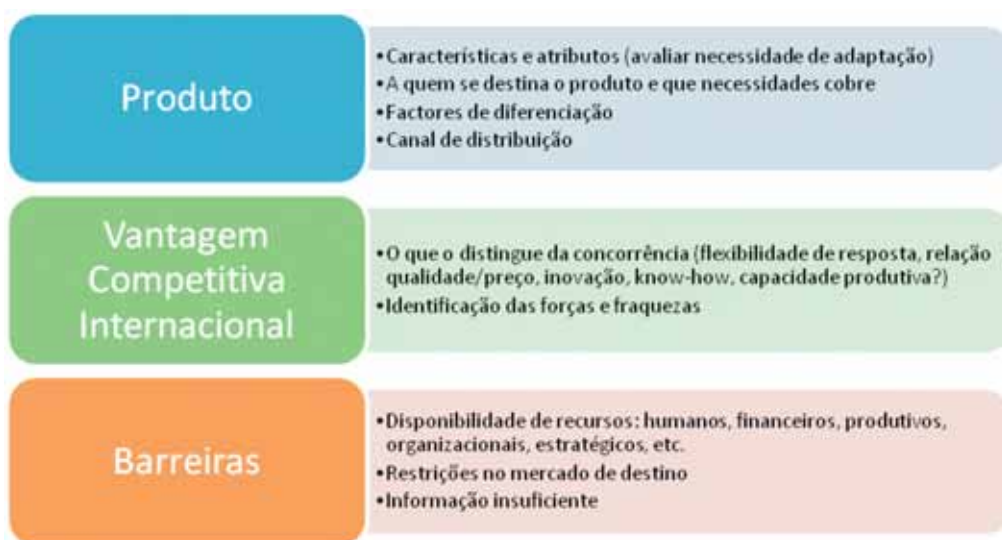 Produto
•Características e atributos (avaliar necessidade de adaptação)
•A quem se destina o produto e que necessidades cobre
•Factores de diferenciação
•Canal de distribuição
Vantagem
Competitiva
Internacional
•O que o distingue da concorrência (flexibilidade de resposta, relação
qualidade/preço, inovação, know-how, capacidade produtiva?)
•Identificação das forças e fraquezas
Barreiras
•Disponibilidade de recursos: humanos, financeiros, produtivos,
organizacionais, estratégicos, etc.
•Restrições no mercado de destino
•Informação insuficiente